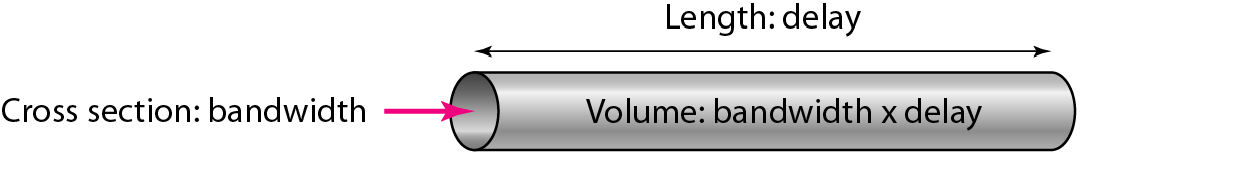 Length: delay
Cross section: bandwidth
Volume: bandwidth x delay